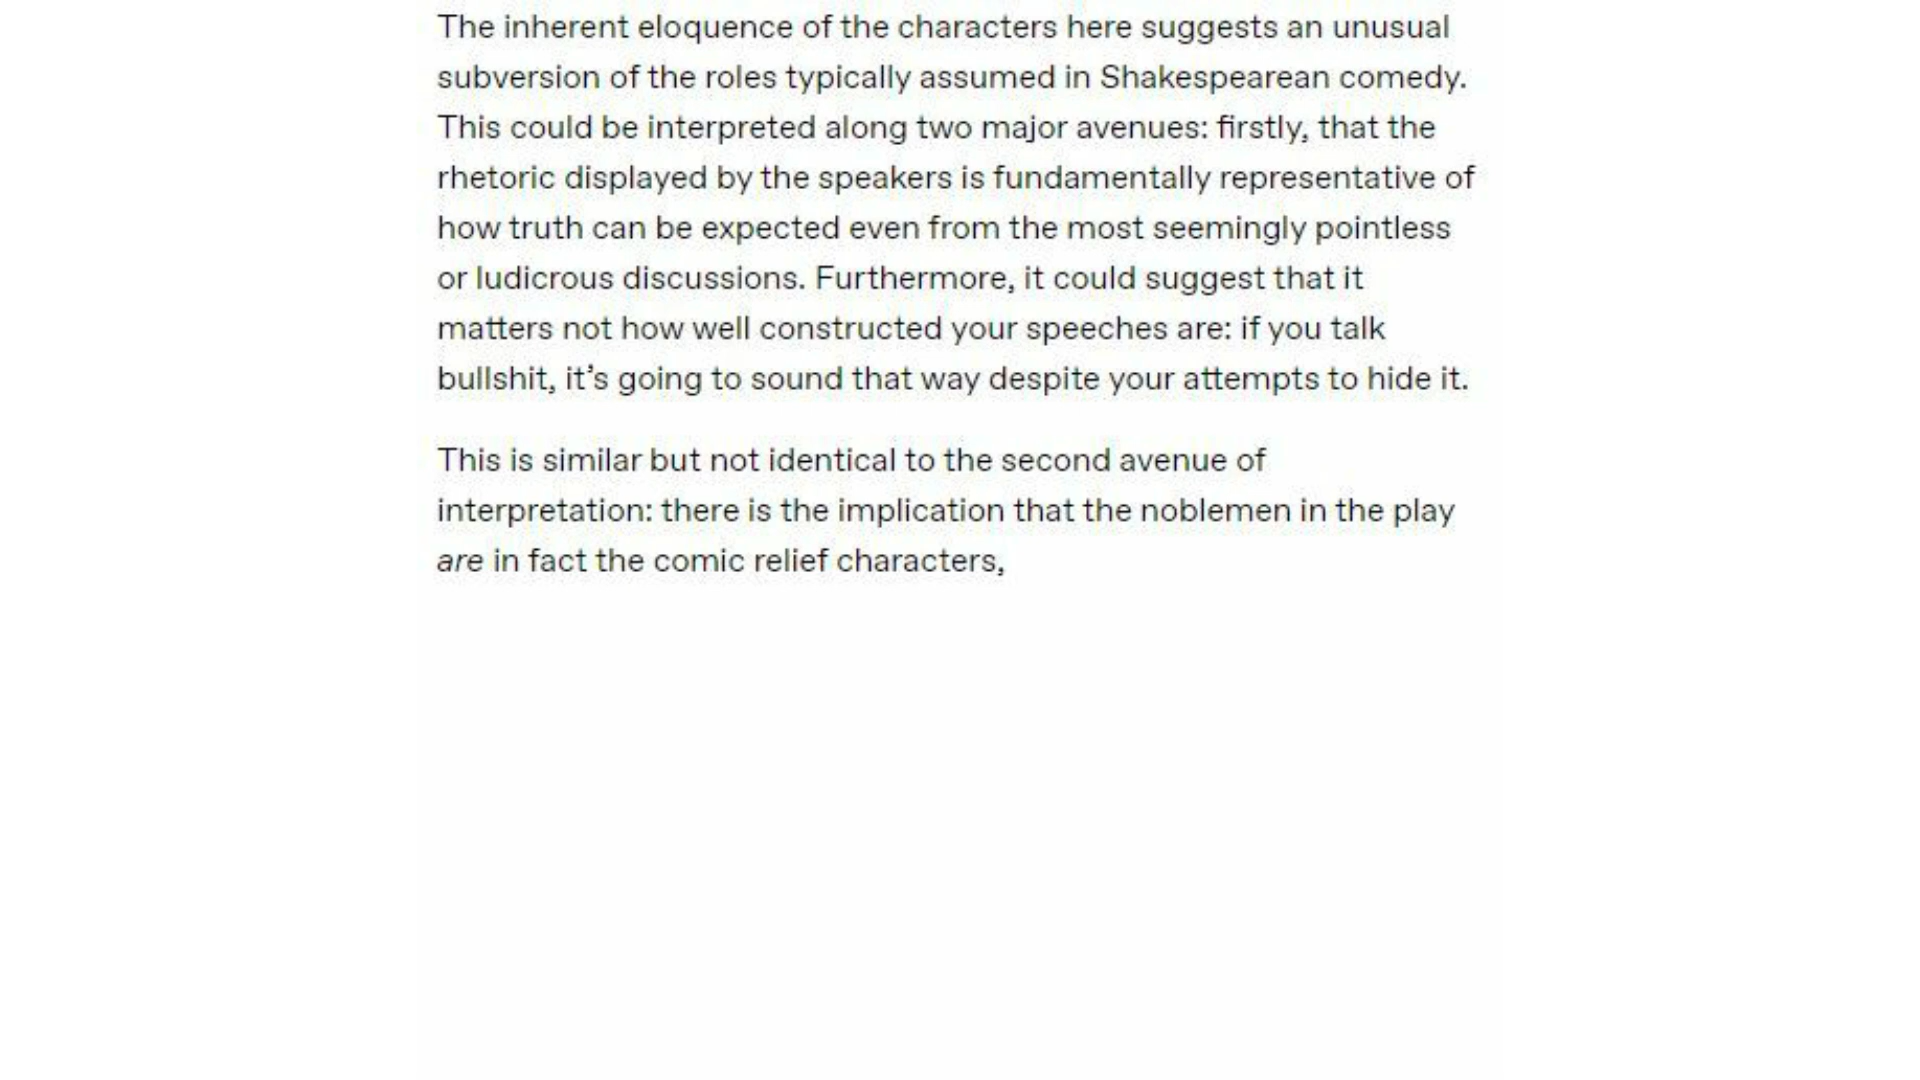 The inherent eloquence of the characters here suggests an unusual
subversion of the roles typically assumed in Shakespearean comedy.
This could be interpreted along two major avenues: firstly, that the
rhetoric displayed by the speakers is fundamentally representative of
how truth can be expected even from the most seemingly pointless
or ludicrous discussions. Furthermore, it could suggest that it
matters not how well constructed your speeches are: if you talk
bullshit, it’s going to sound that way despite your attempts to hide it.
This is similar but not identical to the second avenue of
interpretation: there is the implication that the noblemen in the play
are in fact the comic relief characters,